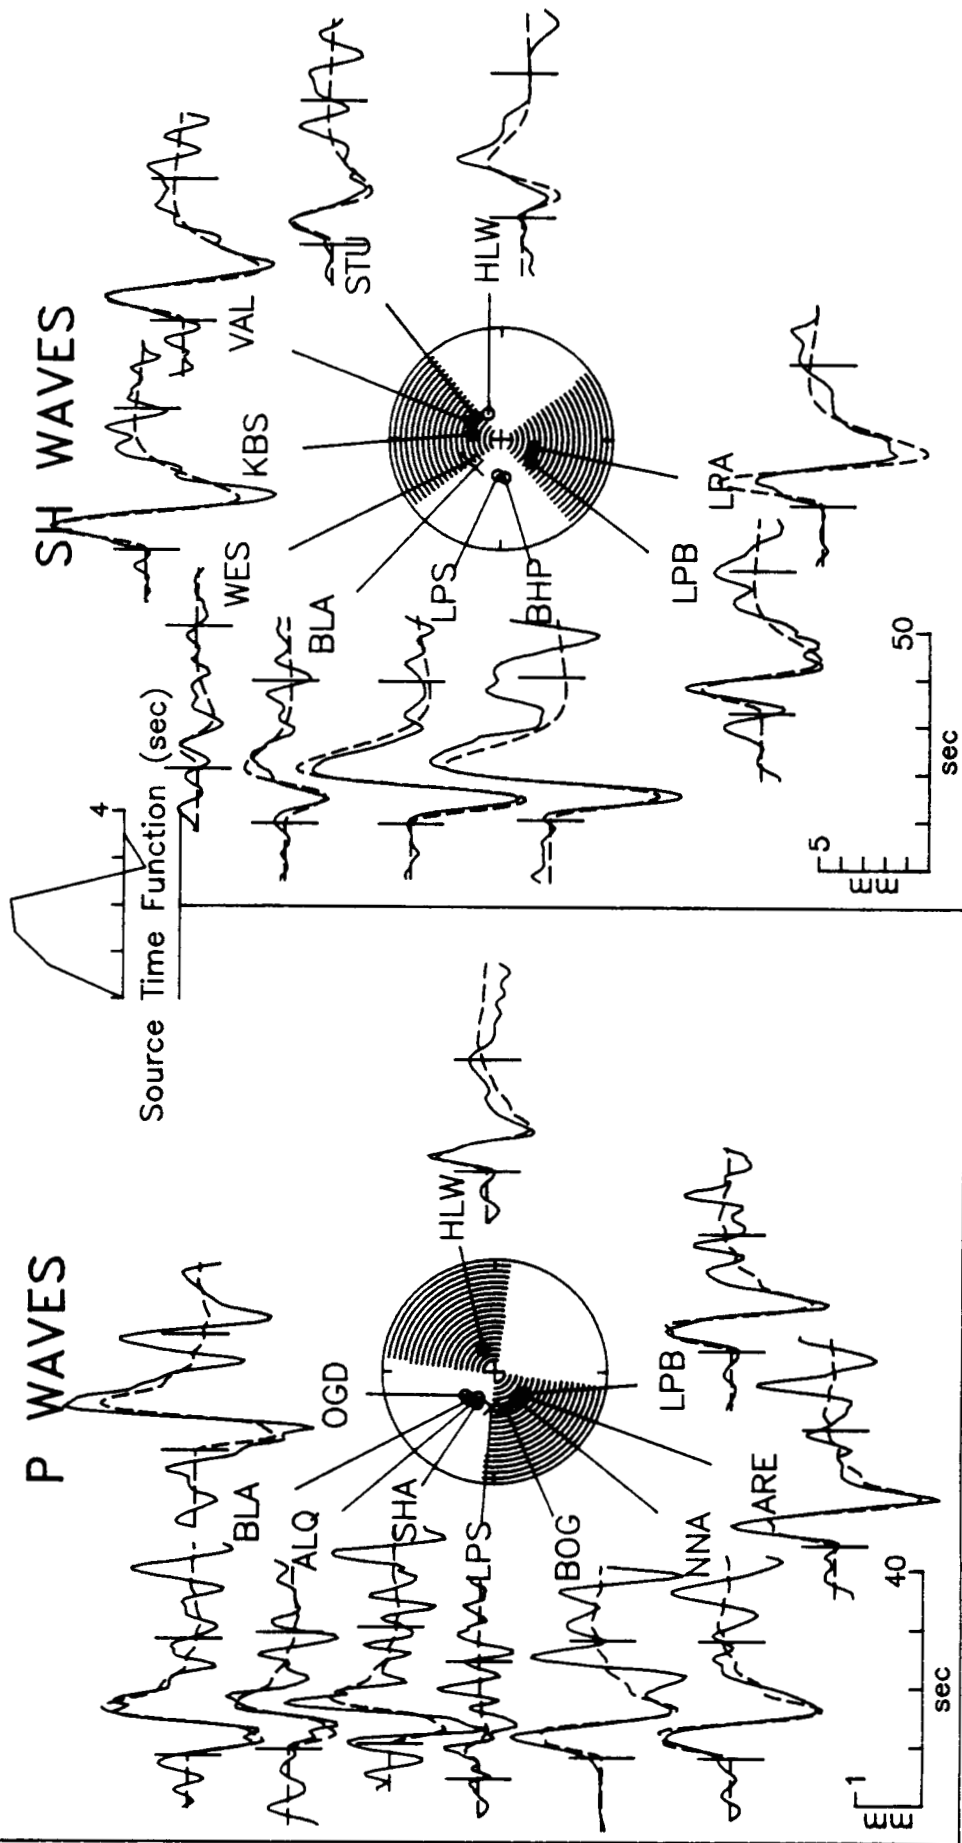 P WAVES
OGD
BLA
ALQ
SHA
LPS
BOG
NNA
ARE
LPB
HLW
mm
1
sec
40
Source Time Function (sec)
4
SH WAVES
WES
KBS
VAL
STU
HLW
BLA
LPS
BHP
LPB
LRA
mm
5
sec
50